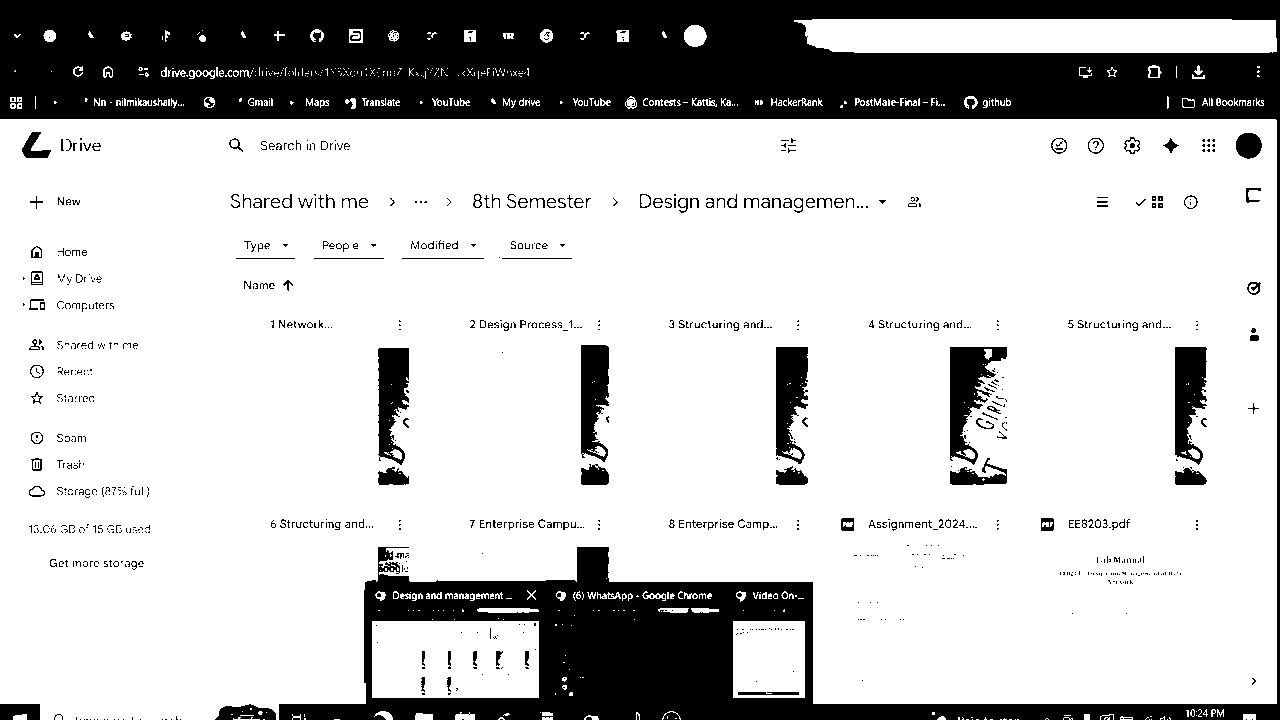 drive.google.com/drive/folders/
Nn - nilmikaushally... Gmail Maps Translate YouTube My drive YouTube Contests – Kattis, Ka... HackerRank PostMate-Final – Fi... github All Bookmarks
Drive Search in Drive
New Shared with me > ... > 8th Semester > Design and managemen...
Type People Modified Source
Home
My Drive
Computers
Name
1 Network... 2 Design Process_1... 3 Structuring and... 4 Structuring and... 5 Structuring and...
Shared with me
Recent
Starred
Spam
Trash
Storage (87% full)
13.06 GB of 15 GB used
Get more storage
6 Structuring and... 7 Enterprise Campu... 8 Enterprise Camp... Assignment_2024.... EE8203.pdf
Lab Manual
Design and management ... (6) WhatsApp - Google Chrome Video On-...
10:24 PM